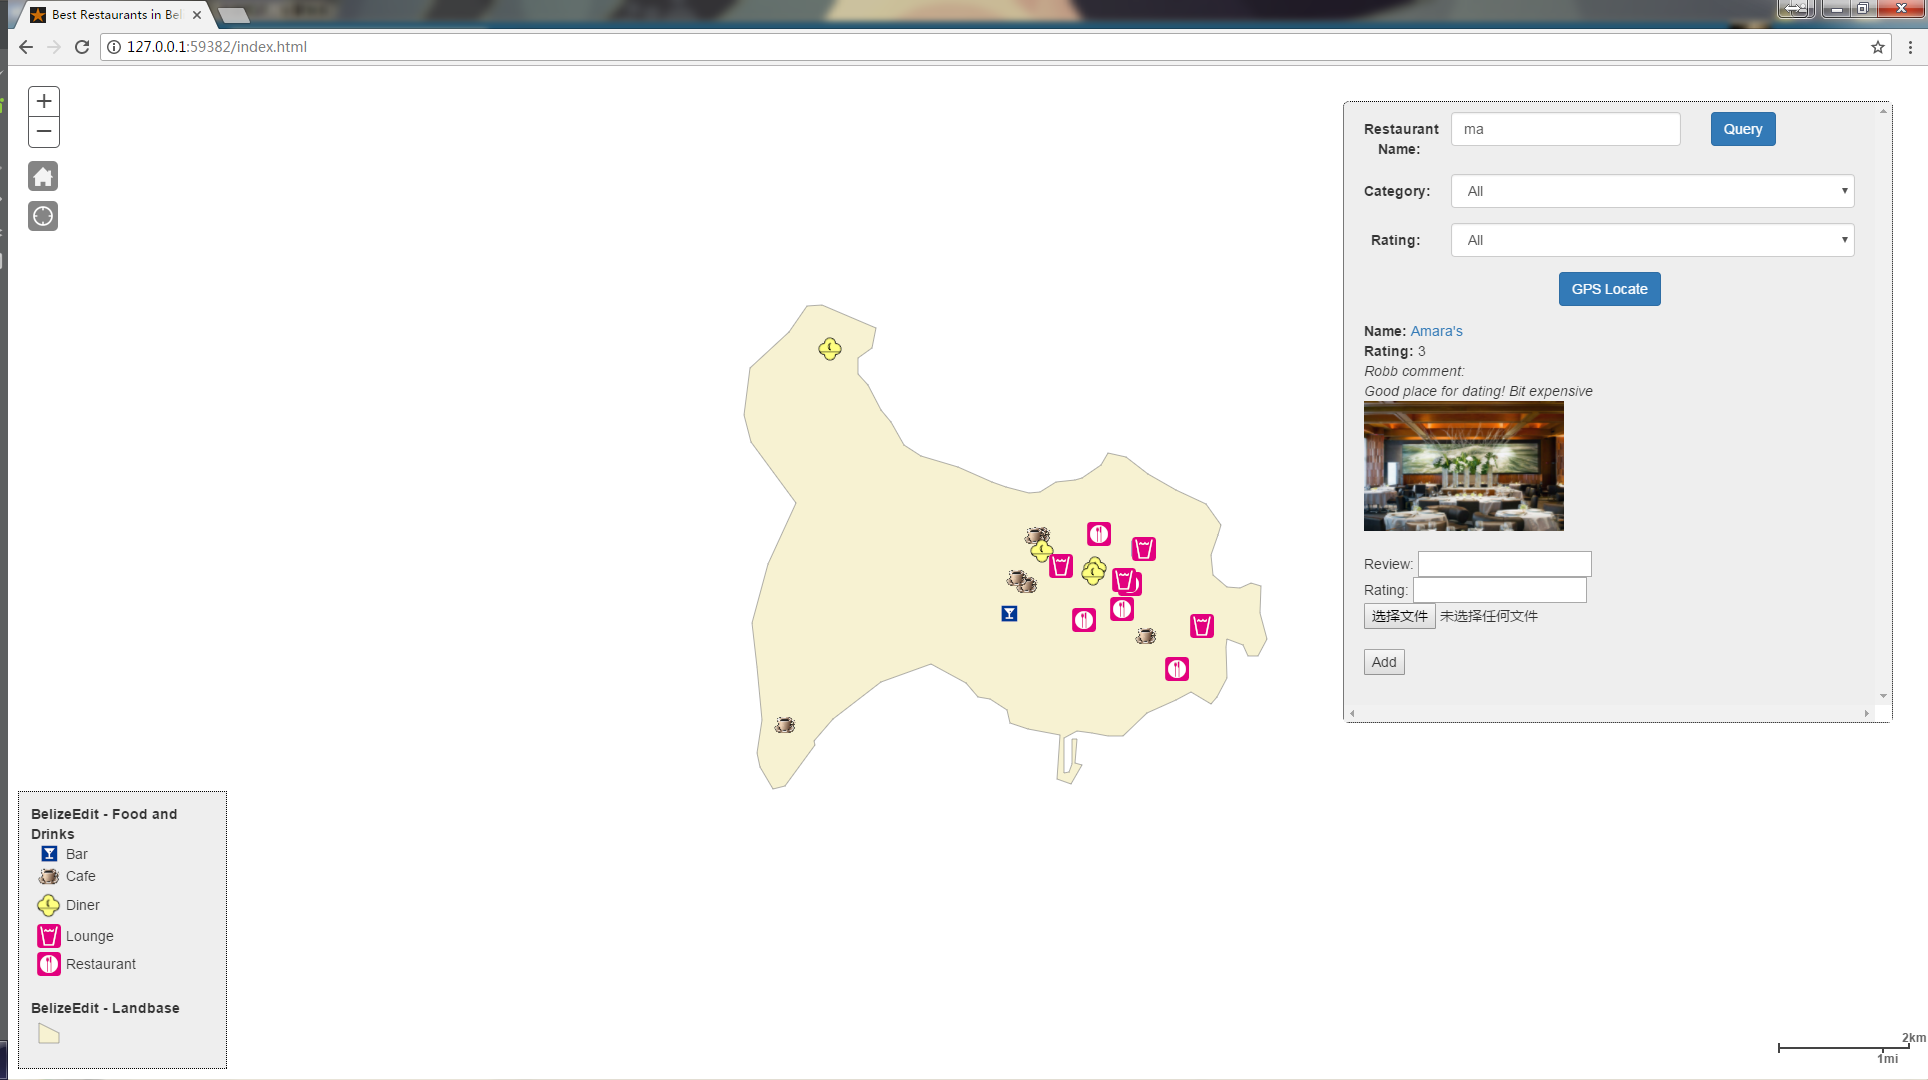 Best Restaurants in Bel
127.0.0.1:59382/index.html
+
−
Restaurant
Name:
ma
Query
Category:
All
Rating:
All
GPS Locate
Name: Amara's
Rating: 3
Robb comment:
Good place for dating! Bit expensive
Review:
Rating:
选择文件 未选择任何文件
Add
BelizeEdit - Food and
Drinks
Bar
Cafe
Diner
Lounge
Restaurant
BelizeEdit - Landbase
2km
1mi